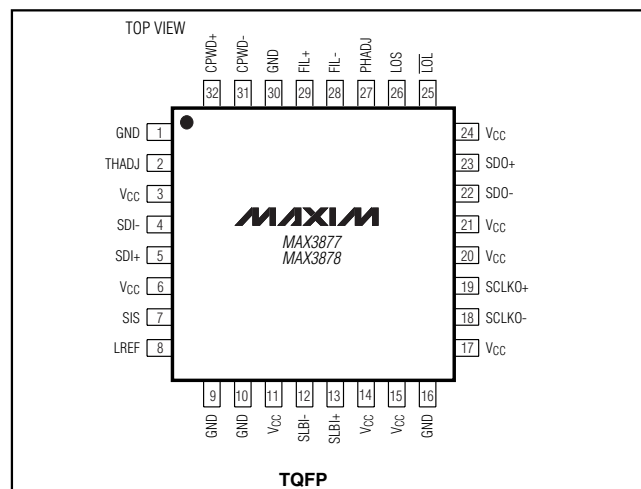 TOP VIEW
CPWD+
CPWD-
GND
FIL+
FIL-
PHADJ
LOS
LOL
32
31
30
29
28
27
26
25
GND 1
THADJ 2
VCC 3
SDI- 4
SDI+ 5
VCC 6
SIS 7
LREF 8
MAXIM
MAX3877
MAX3878
24 VCC
23 SDO+
22 SDO-
21 VCC
20 VCC
19 SCLKO+
18 SCLKO-
17 VCC
9
10
11
12
13
14
15
16
GND
GND
VCC
SLBI-
SLBI+
VCC
VCC
GND
TQFP